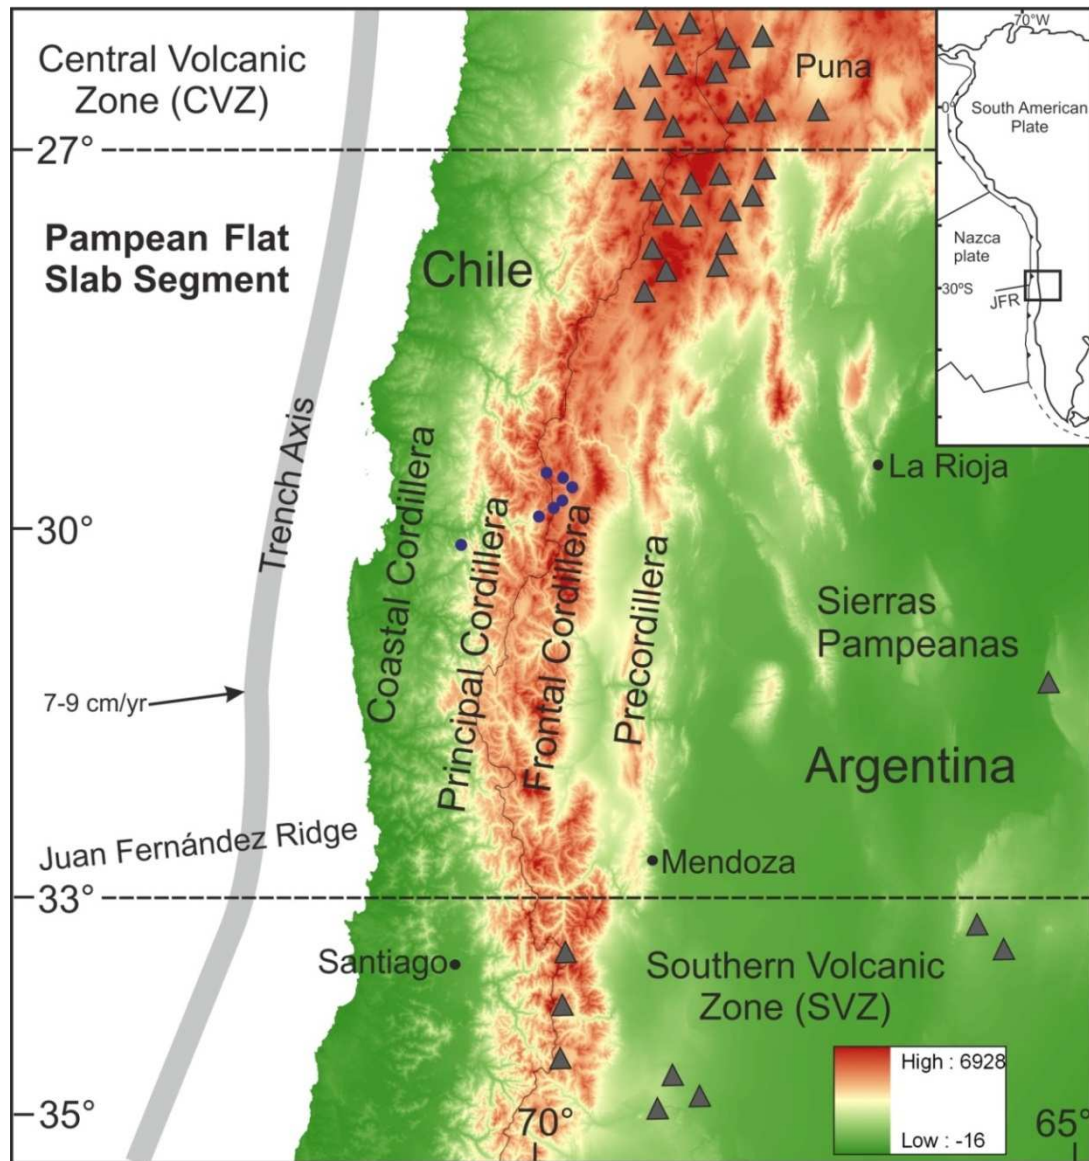 Central Volcanic
Zone (CVZ)
Puna
27°
Pampean Flat
Slab Segment
Chile
Trench Axis
70°W
0°
South American
Plate
Nazca
plate
30°S
JFR
La Rioja
30°
Coastal Cordillera
Principal Cordillera
Frontal Cordillera
Precordillera
Sierras
Pampeanas
7-9 cm/yr
Argentina
Juan Fernández Ridge
Mendoza
33°
Santiago
Southern Volcanic
Zone (SVZ)
High : 6928
Low : -16
35°
70°
65°